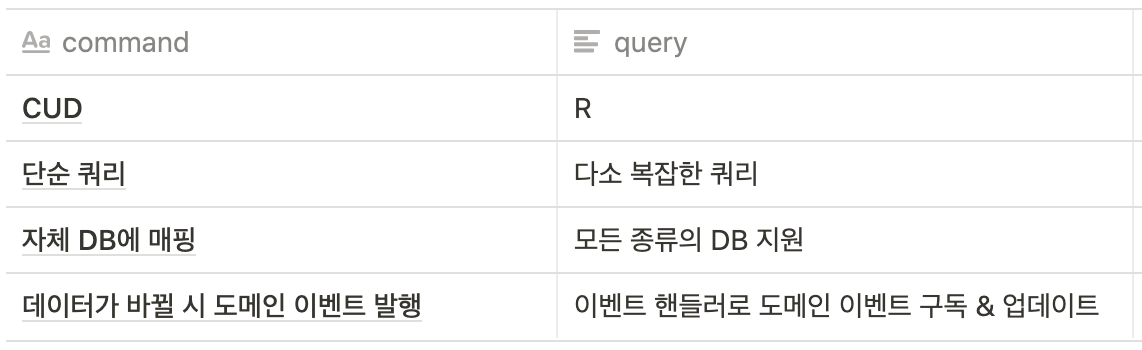 Aa command
query
CUD
R
단순 쿼리
다소 복잡한 쿼리
자체 DB에 매핑
모든 종류의 DB 지원
데이터가 바뀔 시 도메인 이벤트 발행
이벤트 핸들러로 도메인 이벤트 구독 & 업데이트